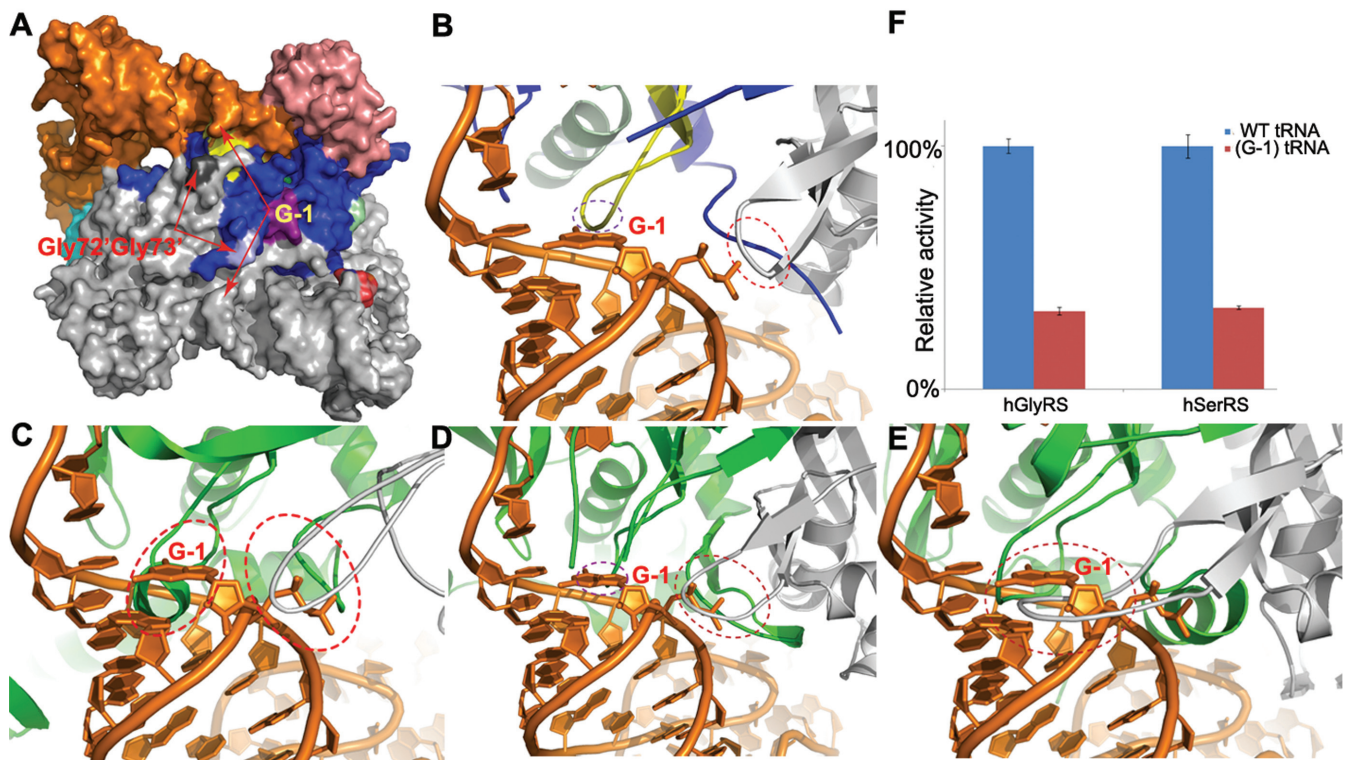 A
Gly72'Gly73'
G-1
B
G-1
F
100%
0%
Relative activity
WT tRNA
(G-1) tRNA
hGlyRS
hSerRS
C
G-1
D
G-1
E
G-1